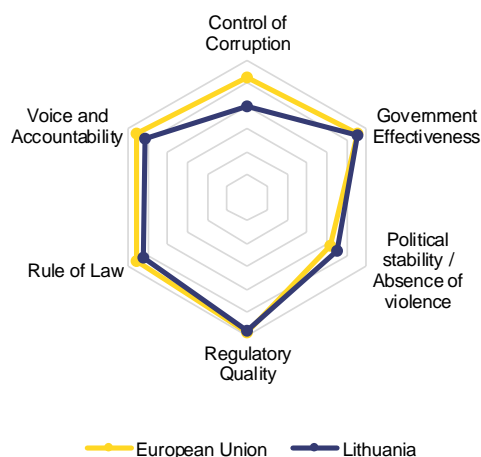 Control of
Corruption
Voice and
Accountability
Government
Effectiveness
Rule of Law
Political
stability /
Absence of
violence
Regulatory
Quality
European Union
Lithuania